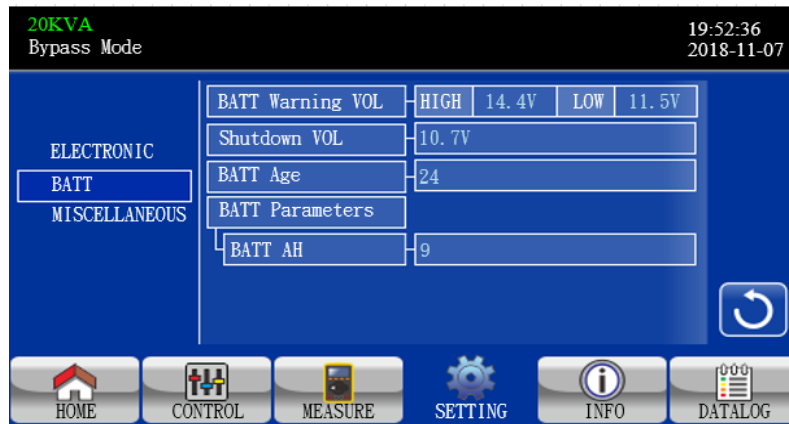 20KVA
Bypass Mode
19:52:36
2018-11-07
ELECTRONIC
BATT
MISCELLANEOUS
BATT Warning VOL HIGH 14.4V LOW 11.5V
Shutdown VOL 10.7V
BATT Age 24
BATT Parameters
BATT AH 9
HOME CONTROL MEASURE SETTING INFO DATALOG